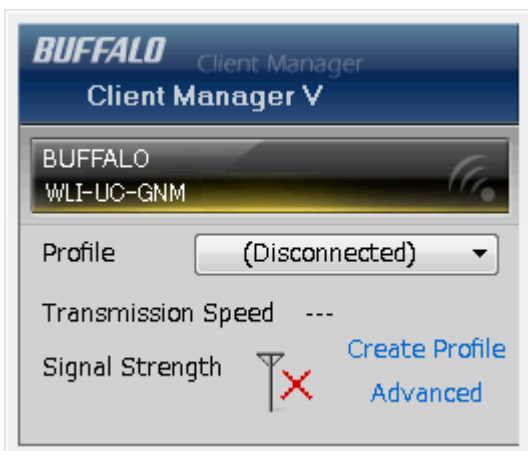 BUFFALO Client Manager
Client Manager V
BUFFALO
WLI-UC-GNM
Profile (Disconnected)
Transmission Speed ---
Signal Strength
Create Profile
Advanced